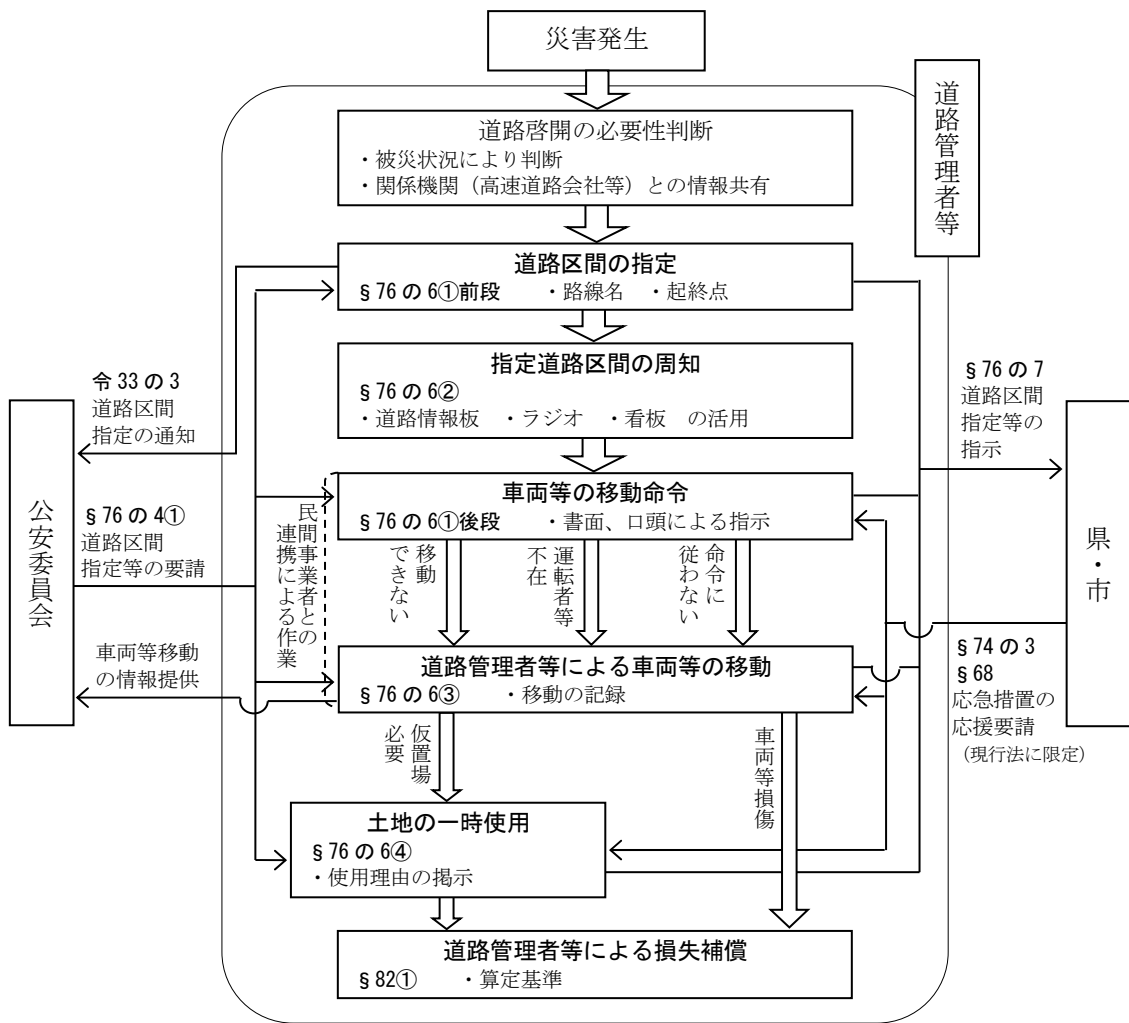 災害発生
道路管理者等
道路啓開の必要性判断
・被災状況により判断
・関係機関（高速道路会社等）との情報共有
道路区間の指定
§76の6①前段　・路線名　・起終点
指定道路区間の周知
§76の6②
・道路情報板　・ラジオ　・看板　の活用
令33の3
道路区間
指定の通知
§76の7
道路区間
指定等の
指示
公安委員会
§76の4①
道路区間
指定等の要請
民間事業者との
連携による作業
車両等の移動命令
§76の6①後段　・書面、口頭による指示
移動
できない
運転者等
不在
命令に
従わない
県・市
車両等移動
の情報提供
道路管理者等による車両等の移動
§76の6③　・移動の記録
§74の3
§68
応急措置の
応援要請
（現行法に限定）
仮置場
必要
車両等損傷
土地の一時使用
§76の6④
・使用理由の掲示
道路管理者等による損失補償
§82①　・算定基準